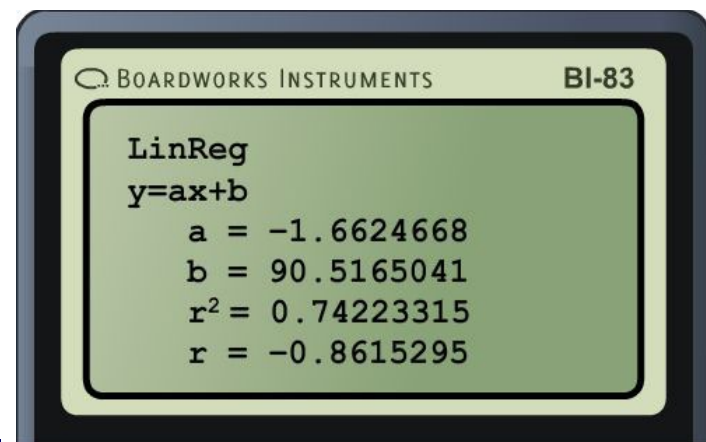 BOARDWORKS INSTRUMENTS BI-83
LinReg
y=ax+b
a = −1.6624668
b = 90.5165041
r² = 0.74223315
r = −0.8615295